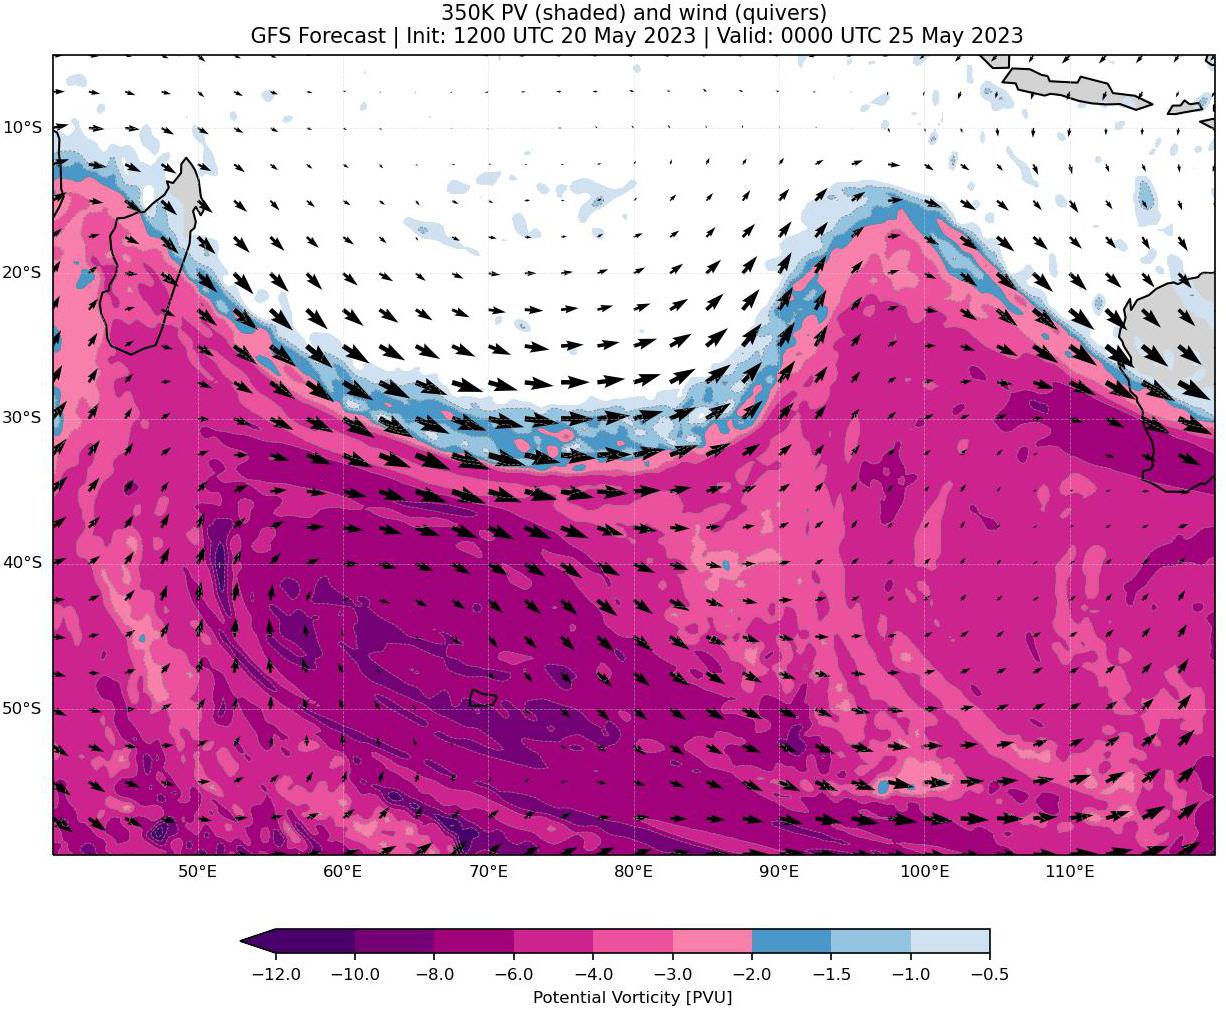 350K PV (shaded) and wind (quivers)
GFS Forecast | Init: 1200 UTC 20 May 2023 | Valid: 0000 UTC 25 May 2023
10°S
20°S
30°S
40°S
50°S
50°E 60°E 70°E 80°E 90°E 100°E 110°E
−12.0 −10.0 −8.0 −6.0 −4.0 −3.0 −2.0 −1.5 −1.0 −0.5
Potential Vorticity [PVU]